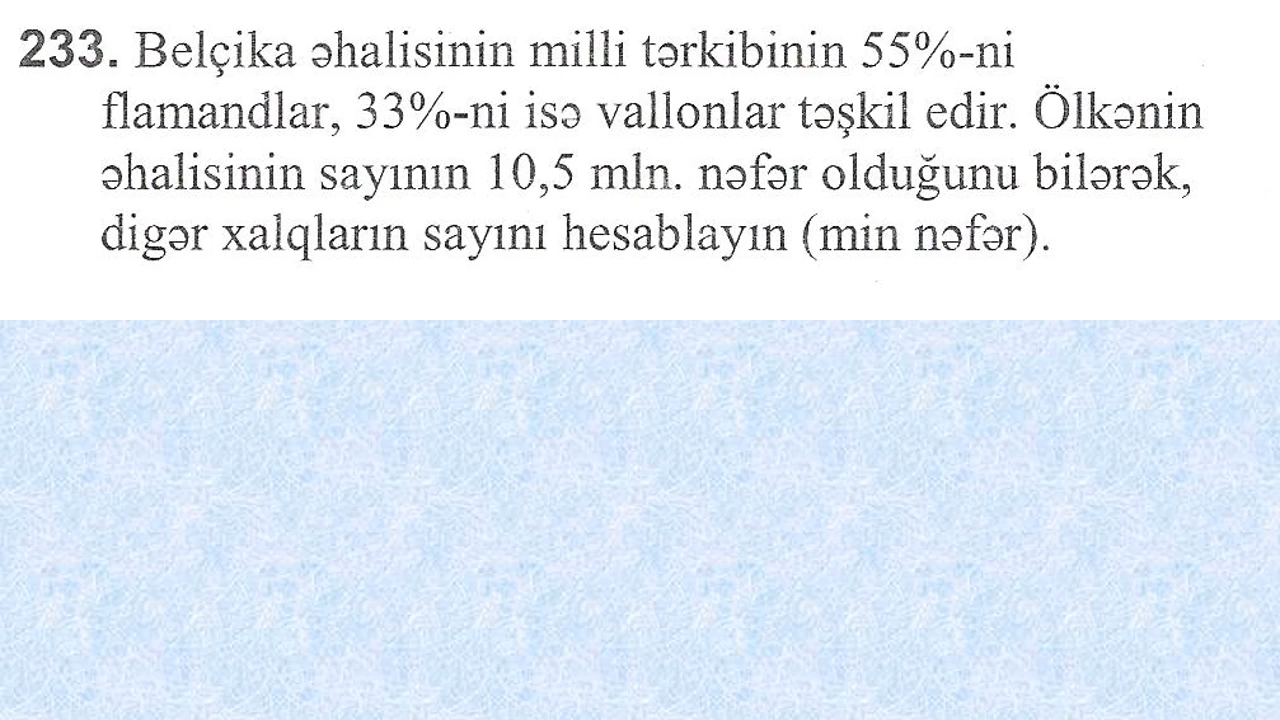 233. Belçika əhalisinin milli tərkibinin 55%-ni
flamandlar, 33%-ni isə vallonlar təşkil edir. Ölkənin
əhalisinin sayının 10,5 mln. nəfər olduğunu bilərək,
digər xalqların sayını hesablayın (min nəfər).